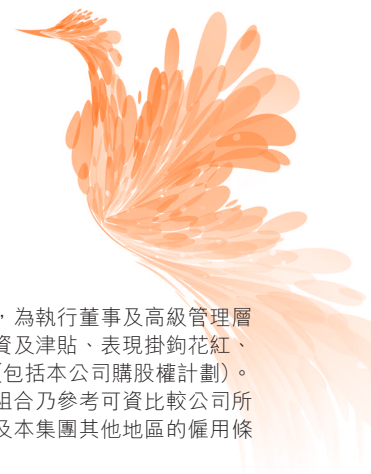 ，為執行董事及高級管理層
資及津貼、表現掛鈎花紅、
(包括本公司購股權計劃)。
組合乃參考可資比較公司所
及本集團其他地區的僱用條